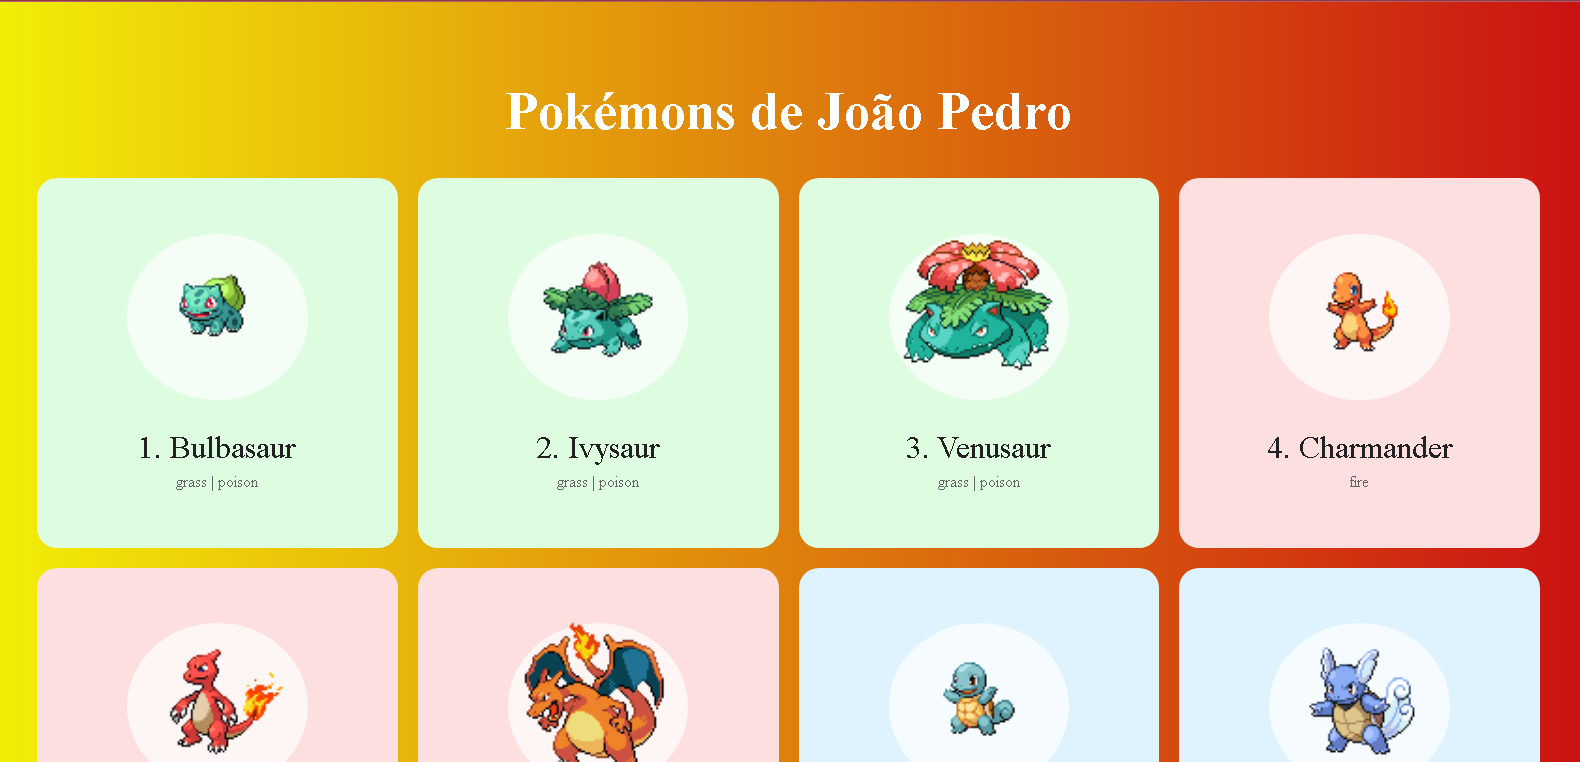 Pokémons de João Pedro
1. Bulbasaur
grass | poison
2. Ivysaur
grass | poison
3. Venusaur
grass | poison
4. Charmander
fire